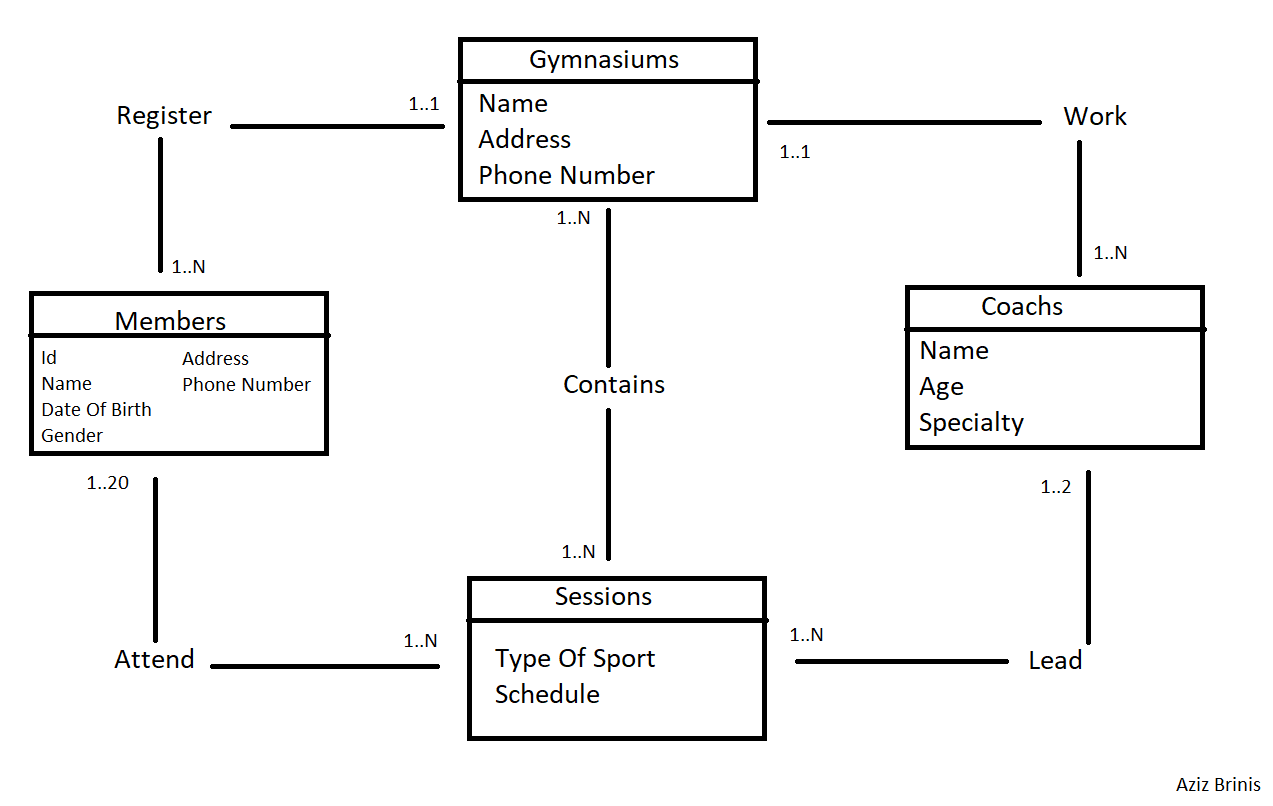 Gymnasiums
Name
Address
Phone Number
Register
1..1
1..1
Work
1..N
1..N
1..N
Members
Id
Name
Date Of Birth
Gender
Address
Phone Number
Coachs
Name
Age
Specialty
Contains
1..20
1..2
1..N
Sessions
Type Of Sport
Schedule
1..N
1..N
Attend
Lead
Aziz Brinis